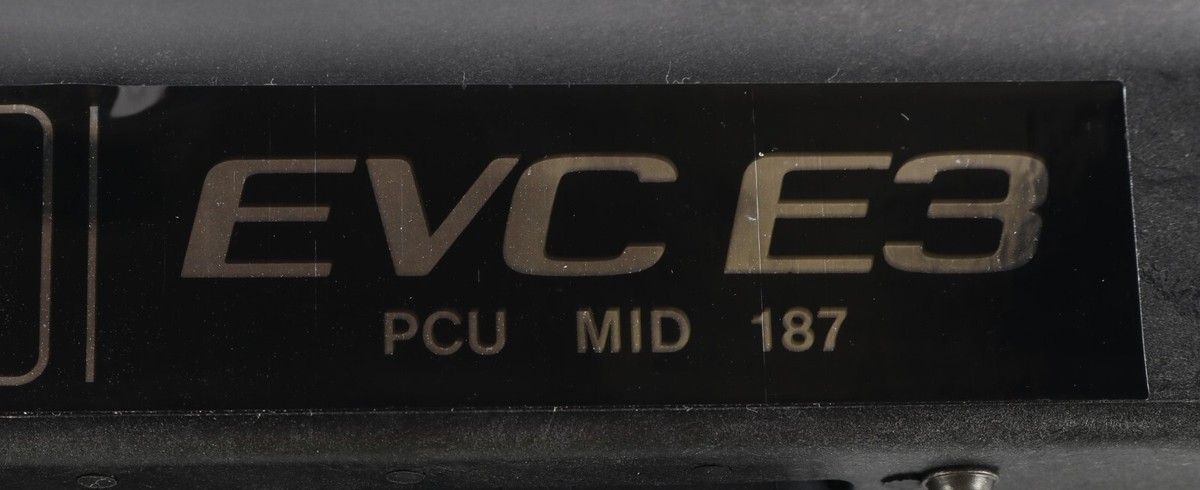 EVC E3
PCU MID 187